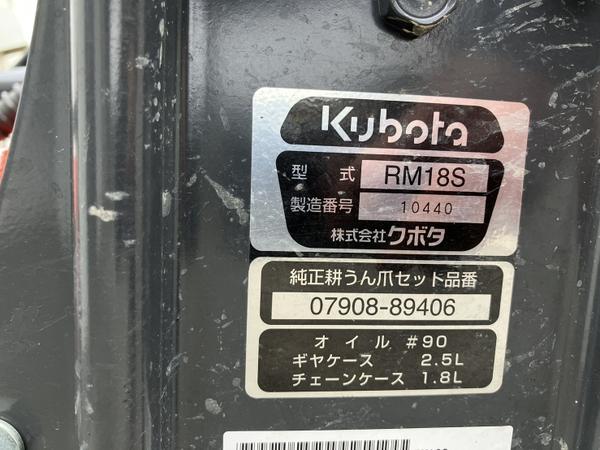 Kubota
型式 RM18S
製造番号 10440
株式会社クボタ
純正耕うん爪セット品番
07908-89406
オイル #90
ギヤケース 2.5L
チェーンケース 1.8L